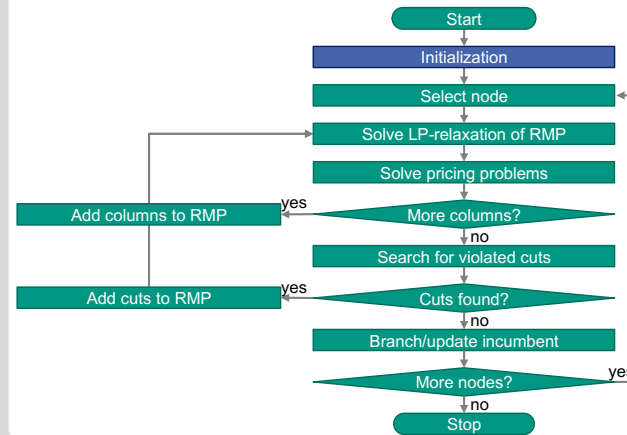 Start
Initialization
Select node
Solve LP-relaxation of RMP
Solve pricing problems
Add columns to RMP
yes
More columns?
no
Search for violated cuts
Add cuts to RMP
yes
Cuts found?
no
Branch/update incumbent
More nodes?
yes
no
Stop